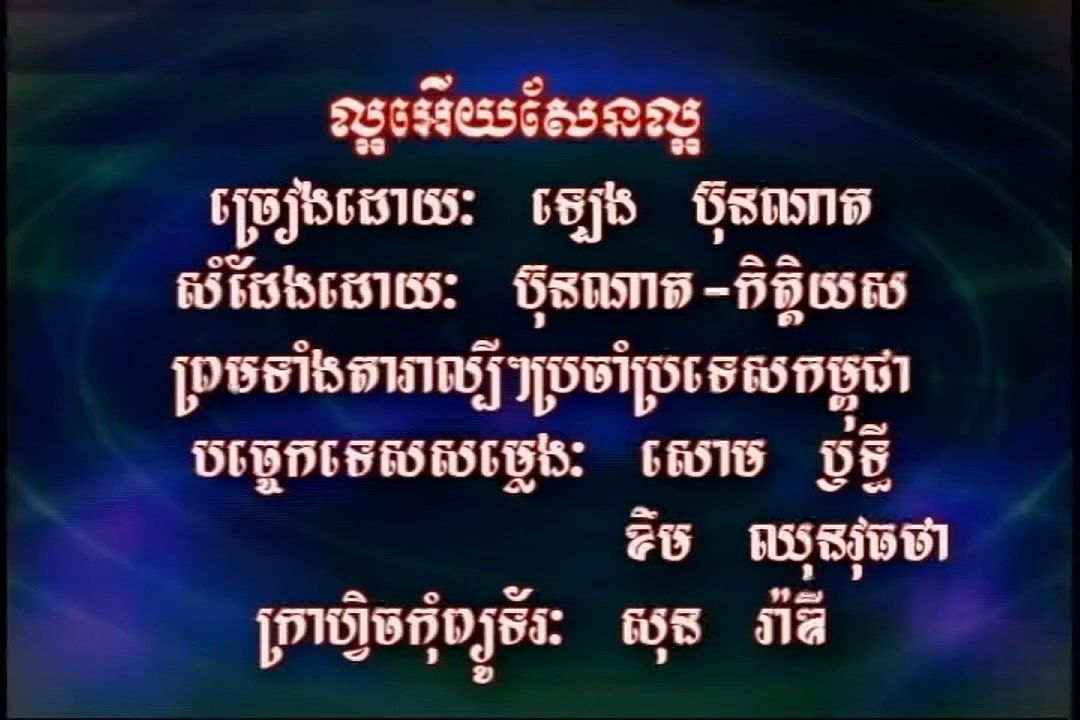 ល្អអើយសែនល្អ
ច្រៀងដោយ: ឡេង ប៊ុនណាត
សំដែងដោយ: ប៊ុនណាត - កិត្តិយស
ព្រមទាំងតារាល្បីៗប្រចាំប្រទេសកម្ពុជា
បច្ចេកទេសសម្លេង: សោម ឫទ្ធី
ខឹម ឈុនវុធថា
ក្រាហ្វិចកុំព្យូទ័រ: សុន រ៉ាឌី